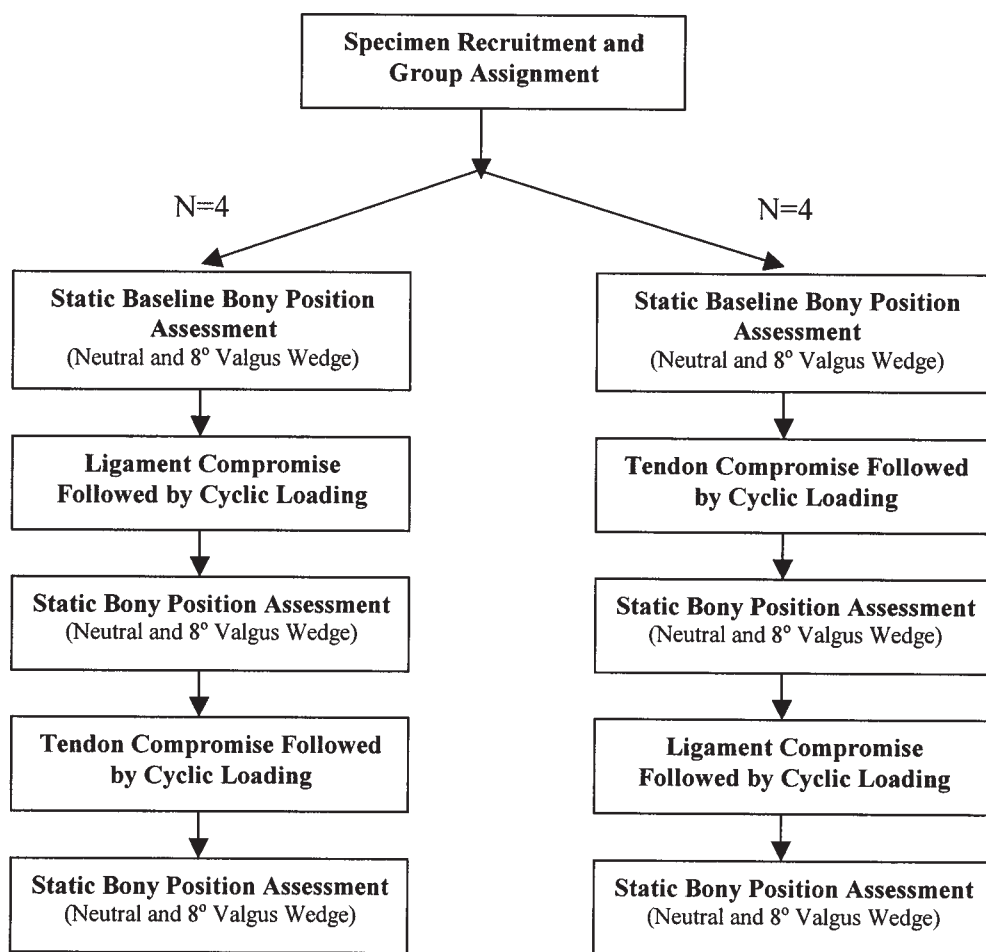 Specimen Recruitment and
Group Assignment
N=4
N=4
Static Baseline Bony Position
Assessment
(Neutral and 8° Valgus Wedge)
Ligament Compromise
Followed by Cyclic Loading
Static Bony Position Assessment
(Neutral and 8° Valgus Wedge)
Tendon Compromise Followed
by Cyclic Loading
Static Bony Position Assessment
(Neutral and 8° Valgus Wedge)
Static Baseline Bony Position
Assessment
(Neutral and 8° Valgus Wedge)
Tendon Compromise Followed
by Cyclic Loading
Static Bony Position Assessment
(Neutral and 8° Valgus Wedge)
Ligament Compromise
Followed by Cyclic Loading
Static Bony Position Assessment
(Neutral and 8° Valgus Wedge)